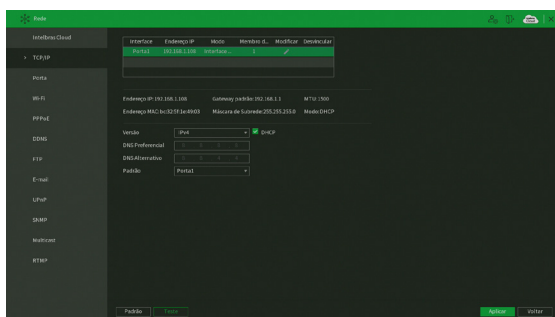 Rede
Intelbras Cloud
TCP/IP
Porta
Wi-Fi
PPPoE
DDNS
FTP
E-mail
UPnP
SNMP
Multicast
RTMP
Interface Endereço IP Modo Membro d... Modificar Desvincular
Porta1 192.168.1.108 Interface... 1
Endereço IP: 192.168.1.108 Gateway padrão: 192.168.1.1 MTU: 1500
Endereço MAC: bc:32:5f:1e:49:03 Máscara de Subrede: 255.255.255.0 Modo: DHCP
Versão IPv4 DHCP
DNS Preferencial
DNS Alternativo
Padrão Porta1
Padrão Teste Aplicar Voltar